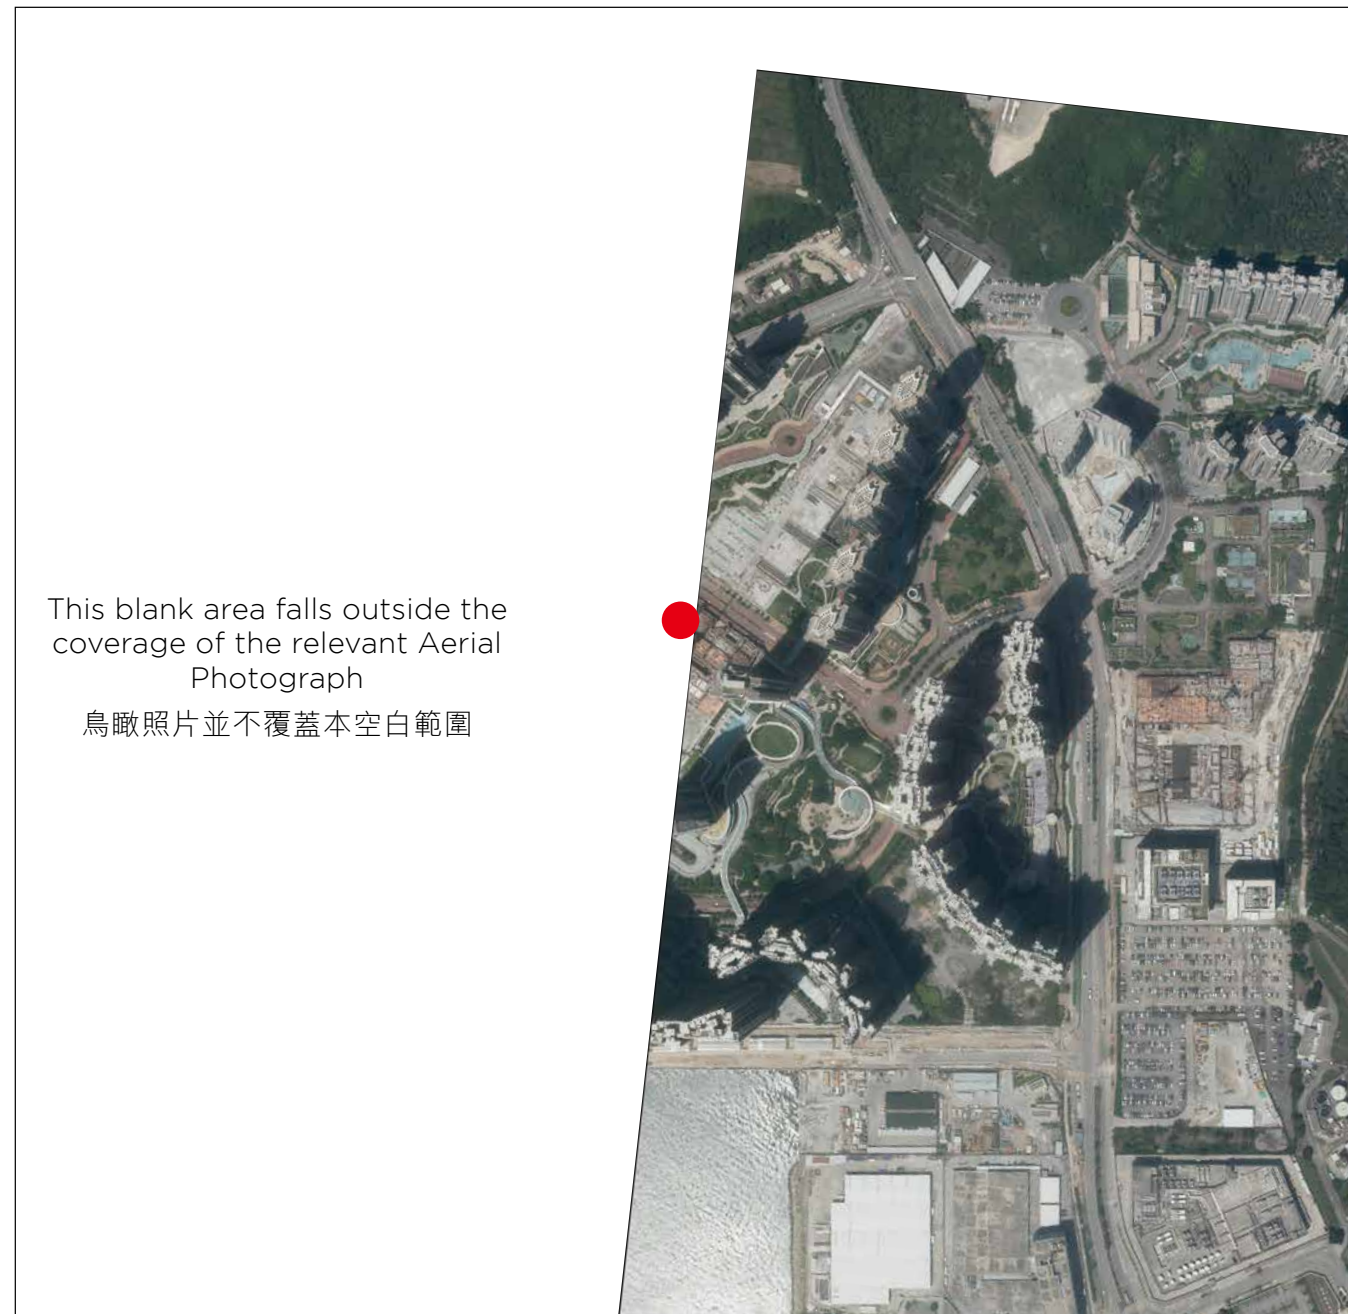 This blank area falls outside the
coverage of the relevant Aerial
Photograph
鳥瞰照片並不覆蓋本空白範圍